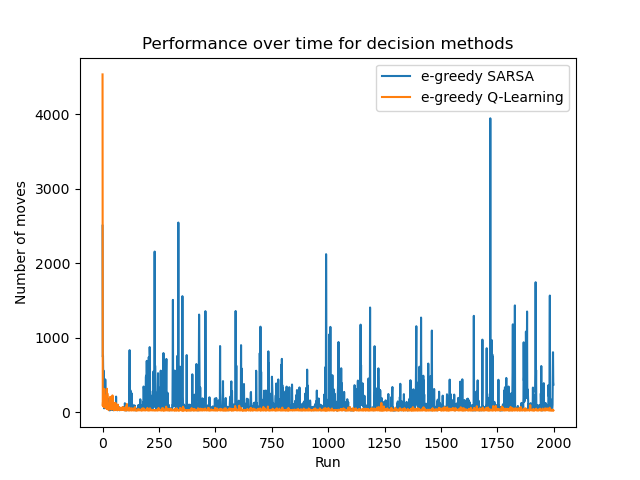 Performance over time for decision methods
e-greedy SARSA
e-greedy Q-Learning
Number of moves
4000
3000
2000
1000
0
0 250 500 750 1000 1250 1500 1750 2000
Run